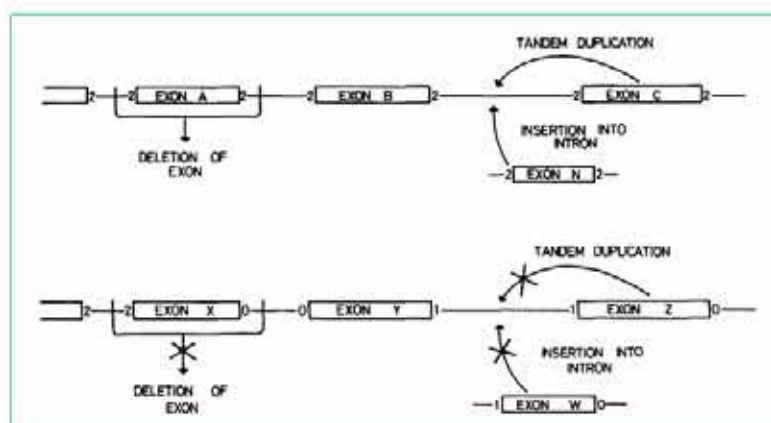 TANDEM DUPLICATION
2 2 EXON A 2 2 EXON B 2 2 EXON C 2
DELETION OF
EXON
INSERTION INTO
INTRON
2 EXON N 2
TANDEM DUPLICATION
2 2 EXON X 0 0 EXON Y 1 1 EXON Z 0
INSERTION INTO
INTRON
DELETION OF
EXON
1 EXON W 0